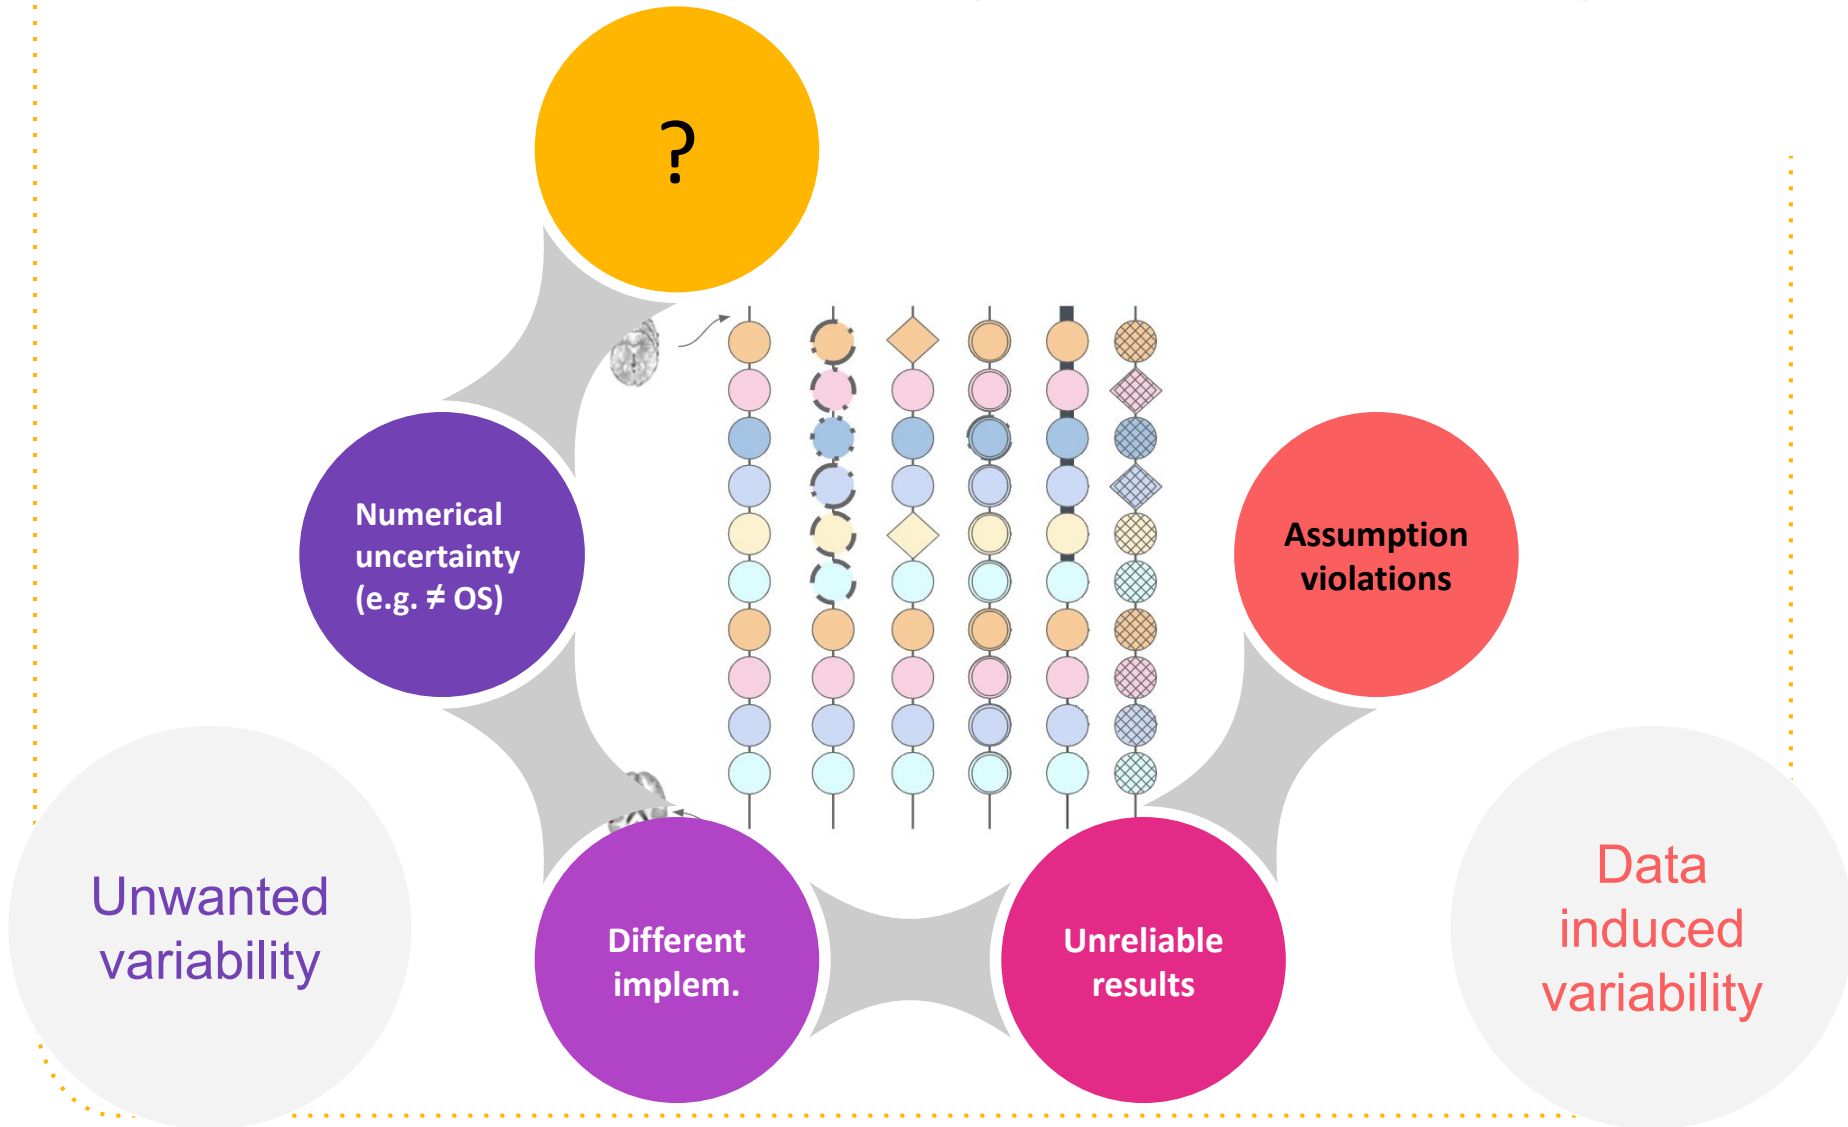 ?
Numerical
uncertainty
(e.g. ≠ OS)
Assumption
violations
Unwanted
variability
Different
implem.
Unreliable
results
Data
induced
variability